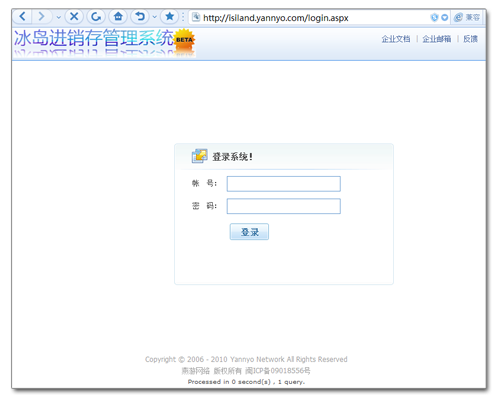 http://isiland.yannyo.com/login.aspx
兼容
冰岛进销存管理系统 BETA
企业文档 | 企业邮箱 | 反馈
登录系统!
帐 号:
密 码:
登录
Copyright © 2006 - 2010 Yannyo Network All Rights Reserved
燕游网络 版权所有 闽ICP备09018556号
Processed in 0 second(s) , 1 query.